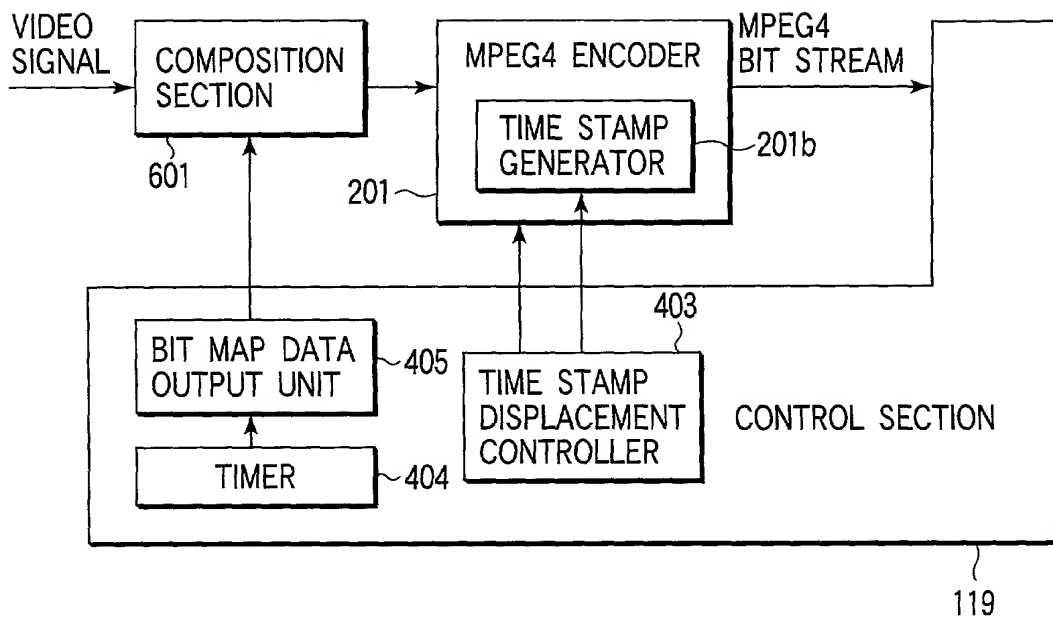 VIDEO
SIGNAL
COMPOSITION
SECTION
601
MPEG4 ENCODER
TIME STAMP
GENERATOR
201b
201
MPEG4
BIT STREAM
BIT MAP DATA
OUTPUT UNIT
405
TIMER
404
403
TIME STAMP
DISPLACEMENT
CONTROLLER
CONTROL SECTION
119